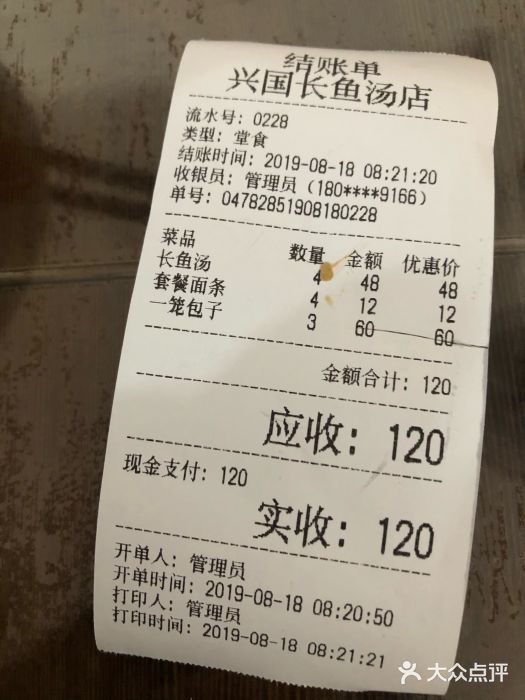 结账单
兴国长鱼汤店
流水号: 0228
类型: 堂食
结账时间: 2019-08-18 08:21:20
收银员: 管理员 (180****9166)
单号: 04782851908180228
菜品 数量 金额 优惠价
长鱼汤 4 48 48
套餐面条 4 12 12
一笼包子 3 60 60
金额合计: 120
应收: 120
现金支付: 120
实收: 120
开单人: 管理员
开单时间: 2019-08-18 08:20:50
打印人: 管理员
打印时间: 2019-08-18 08:21:21
大众点评